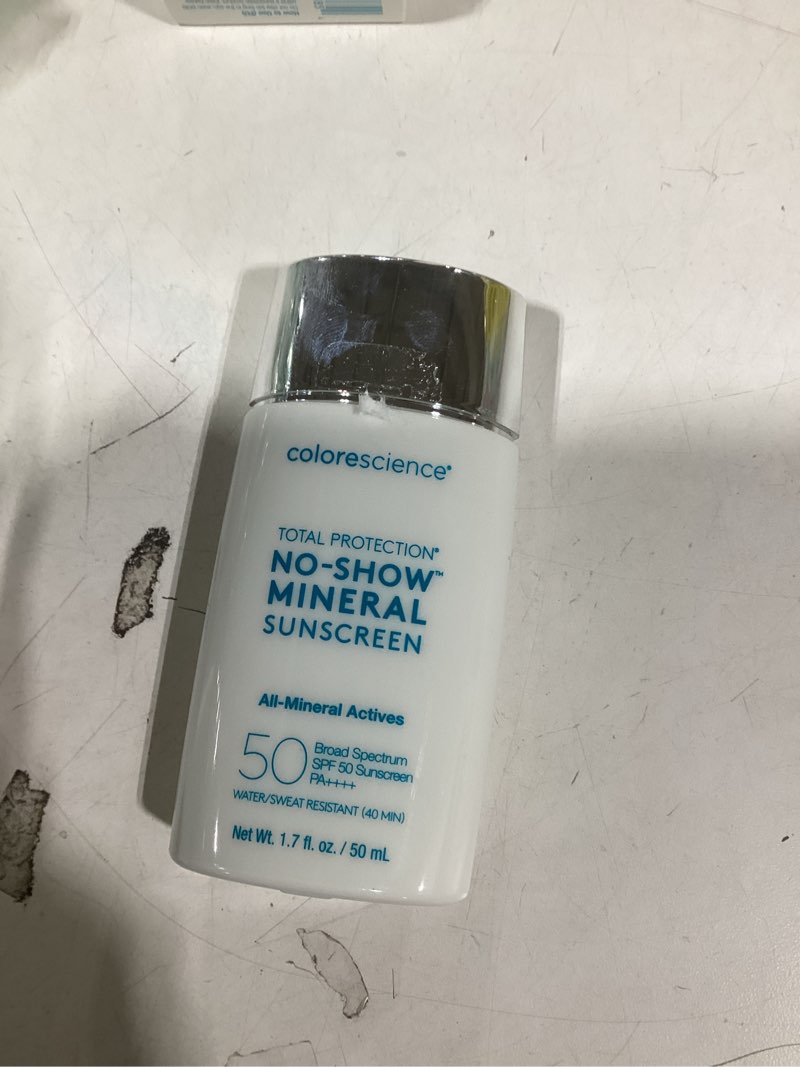 colorescience®
TOTAL PROTECTION®
NO-SHOW™
MINERAL
SUNSCREEN
All-Mineral Actives
50
Broad Spectrum
SPF 50 Sunscreen
PA++++
WATER/SWEAT RESISTANT (40 MIN)
Net Wt. 1.7 fl. oz. / 50 mL